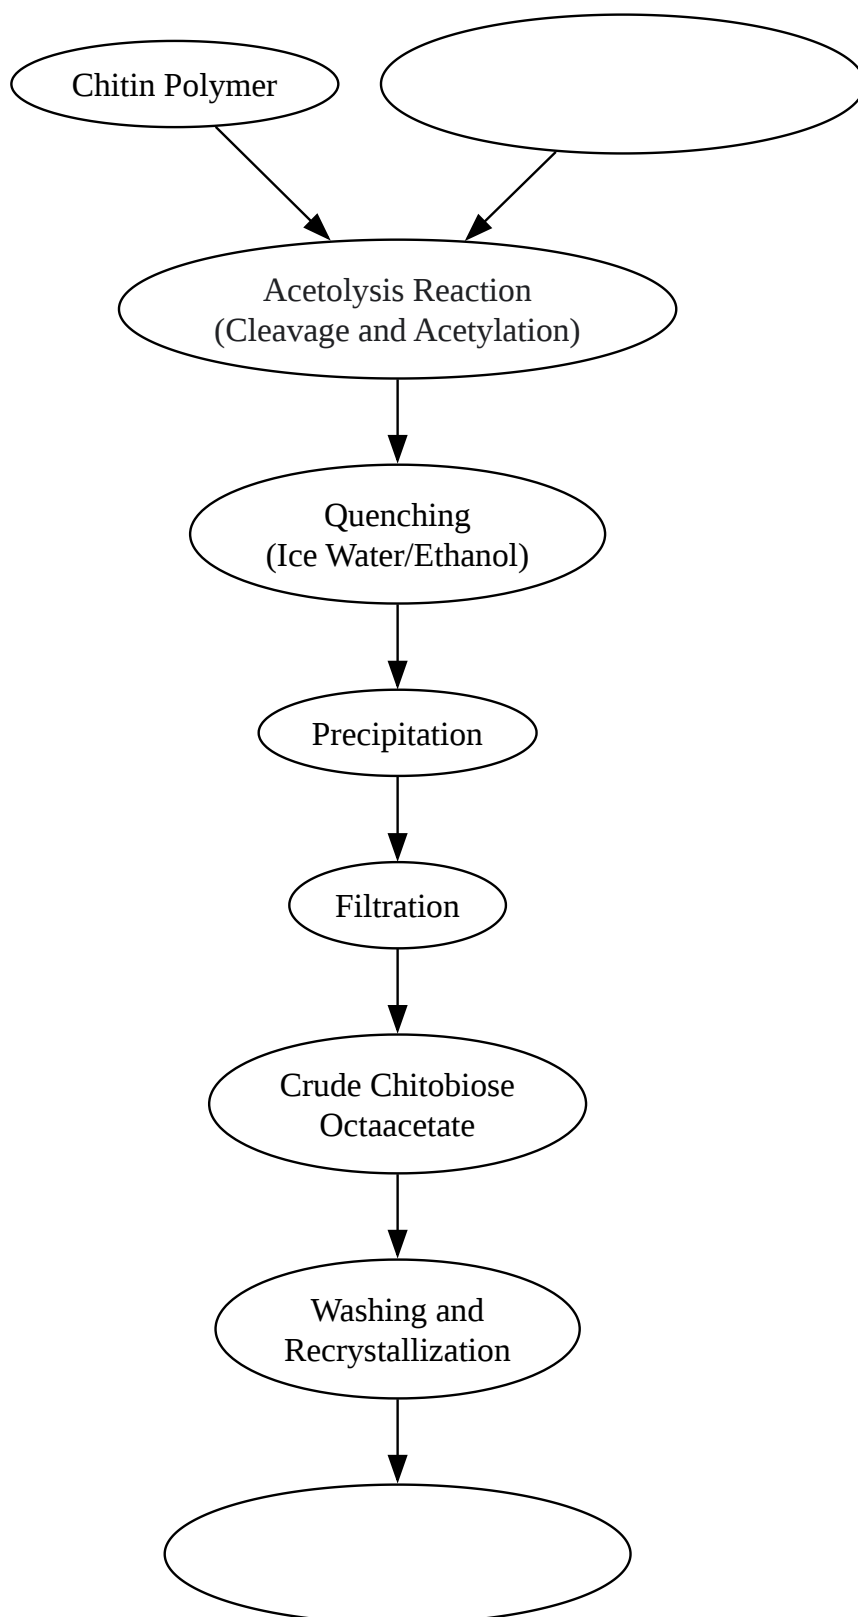 Chitin Polymer
Acetolysis Reaction
(Cleavage and Acetylation)
Quenching
(Ice Water/Ethanol)
Precipitation
Filtration
Crude Chitobiose
Octaacetate
Washing and
Recrystallization